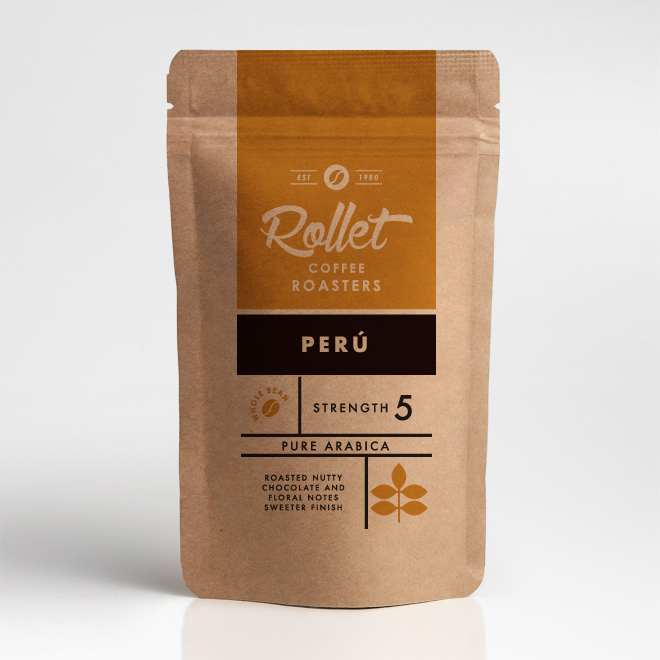 EST 1980
Rollet
COFFEE
ROASTERS
PERÚ
WHOLE BEAN
STRENGTH 5
PURE ARABICA
ROASTED NUTTY
CHOCOLATE AND
FLORAL NOTES
SWEETER FINISH